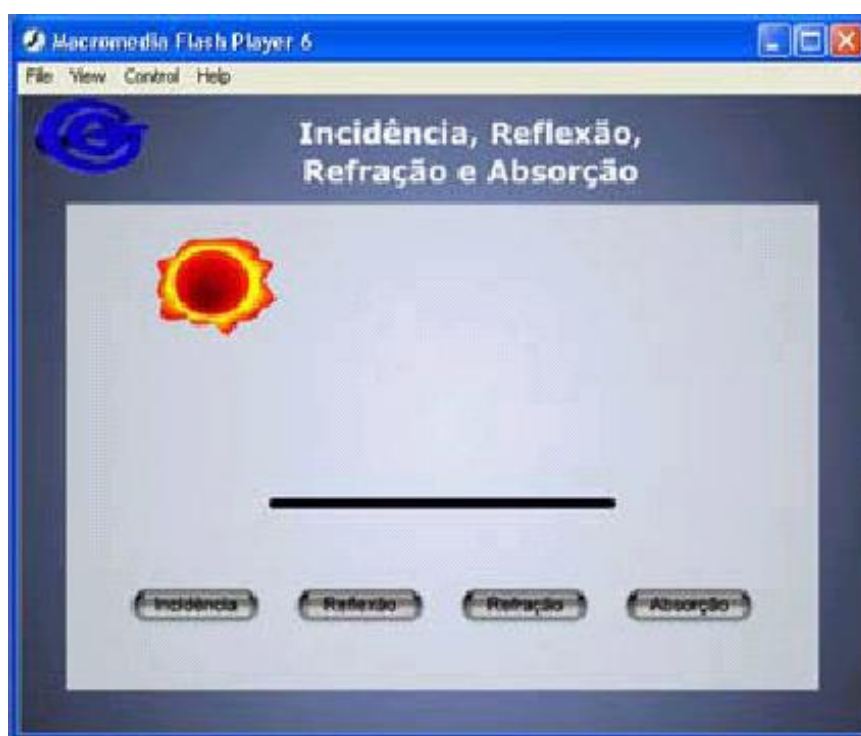 Macromedia Flash Player 6
File View Control Help
Incidência, Reflexão,
Refração e Absorção
Incidência Reflexão Refração Absorção